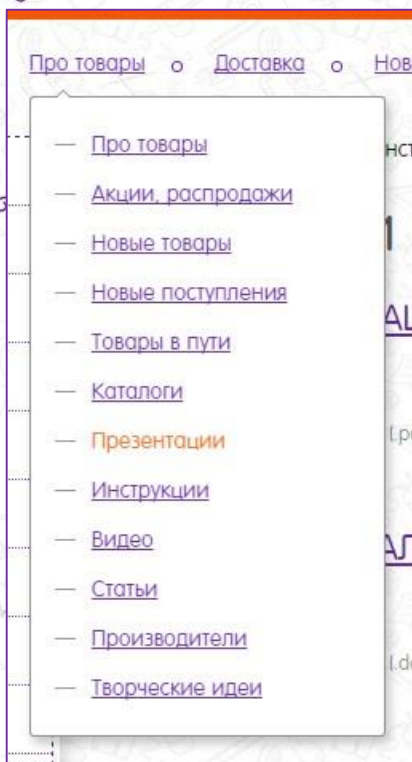 Про товары о Доставка о
Про товары
Акции, распродажи
Новые товары
Новые поступления
Товары в пути
Каталоги
Презентации
Инструкции
Видео
Статьи
Производители
Творческие идеи